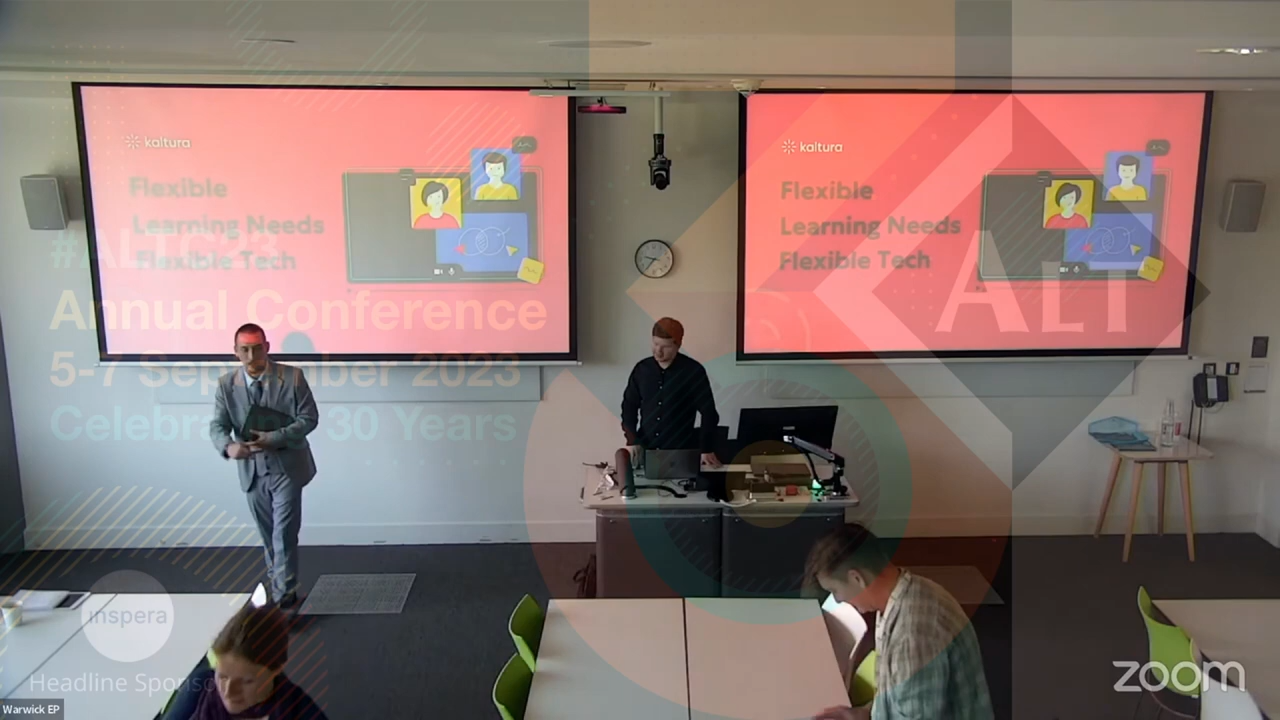 kaltura
Flexible
Learning Needs
Flexible Tech
kaltura
Flexible
Learning Needs
Flexible Tech
#ALTC23
Annual Conference
5-7 September 2023
Celebrating 30 Years
ALT
inspera
Headline Sponsor
Warwick EP
zoom